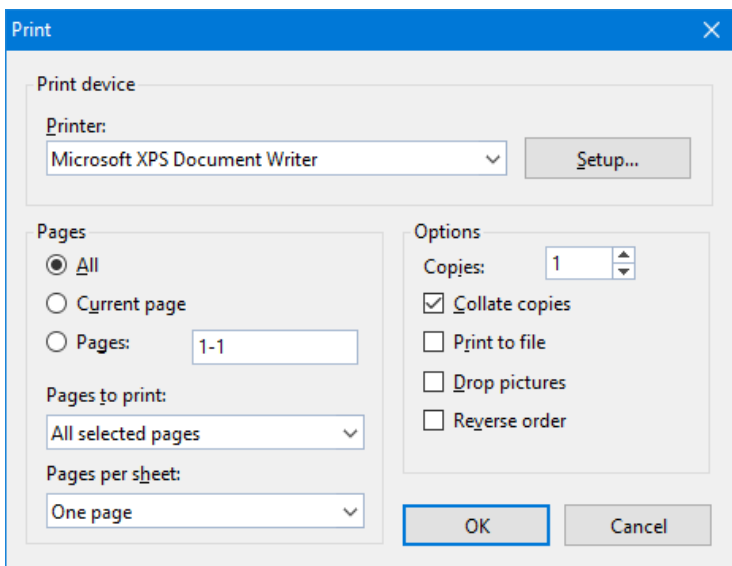 Print
Print device
Printer:
Microsoft XPS Document Writer
Setup...
Pages
All
Current page
Pages: 1-1
Pages to print:
All selected pages
Pages per sheet:
One page
Options
Copies: 1
Collate copies
Print to file
Drop pictures
Reverse order
OK
Cancel